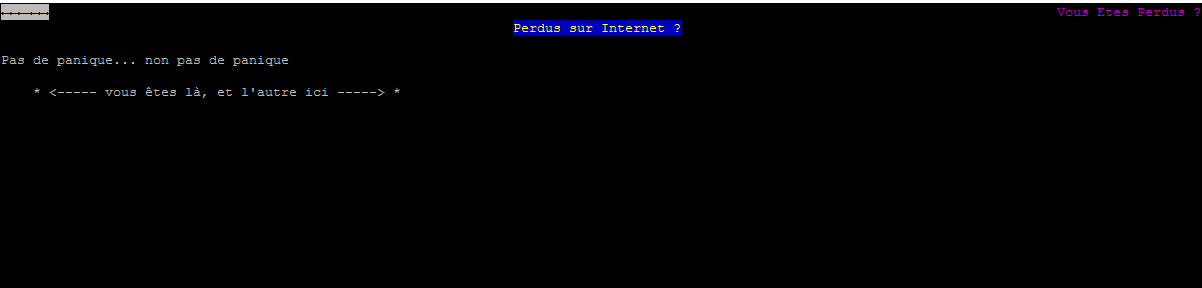 Vous Etes Perdus ?
Perdus sur Internet ?
Pas de panique... non pas de panique
* <----- vous êtes là, et l'autre ici -----> *